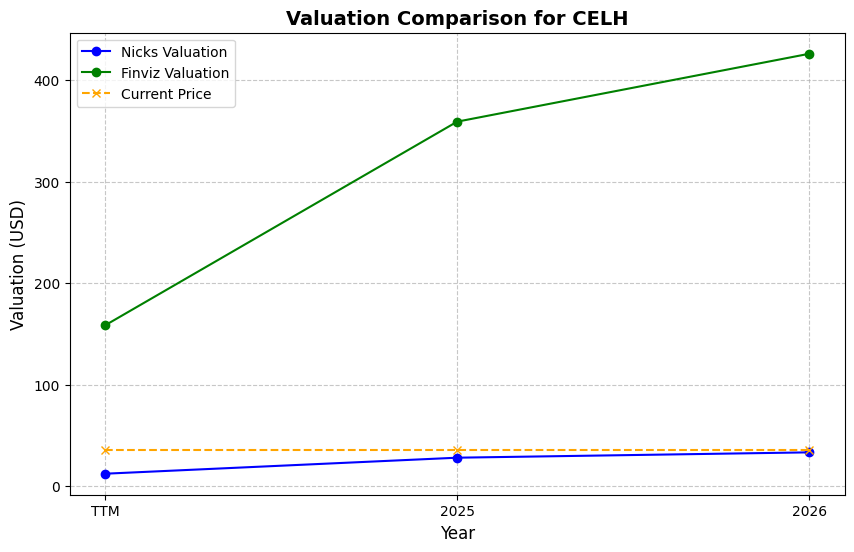 Valuation Comparison for CELH
Nicks Valuation
Finviz Valuation
Current Price
Valuation (USD)
400
300
200
100
0
TTM
2025
2026
Year